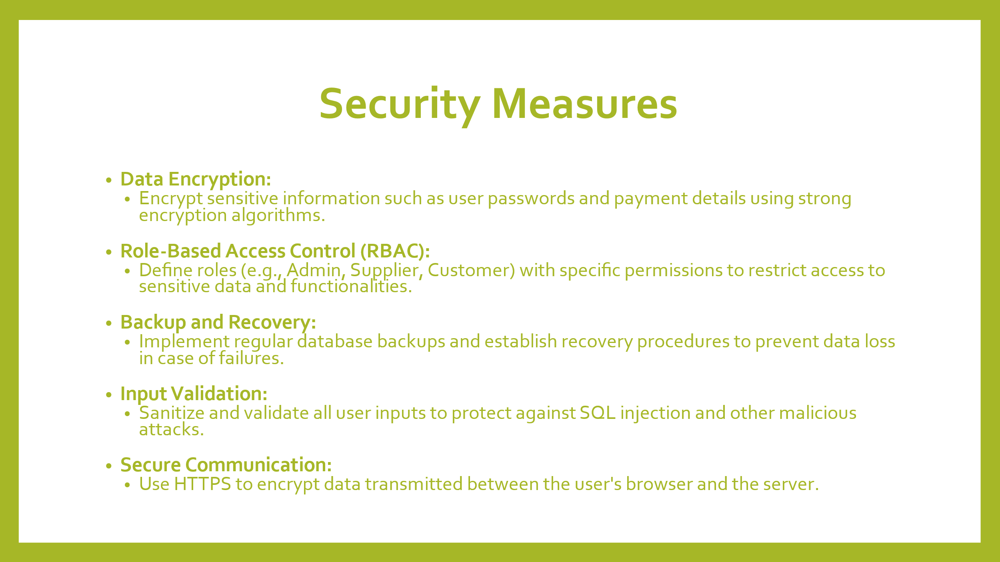 Security Measures
• Data Encryption:
• Encrypt sensitive information such as user passwords and payment details using strong
encryption algorithms.
• Role-Based Access Control (RBAC):
• Define roles (e.g., Admin, Supplier, Customer) with specific permissions to restrict access to
sensitive data and functionalities.
• Backup and Recovery:
• Implement regular database backups and establish recovery procedures to prevent data loss
in case of failures.
• Input Validation:
• Sanitize and validate all user inputs to protect against SQL injection and other malicious
attacks.
• Secure Communication:
• Use HTTPS to encrypt data transmitted between the user's browser and the server.